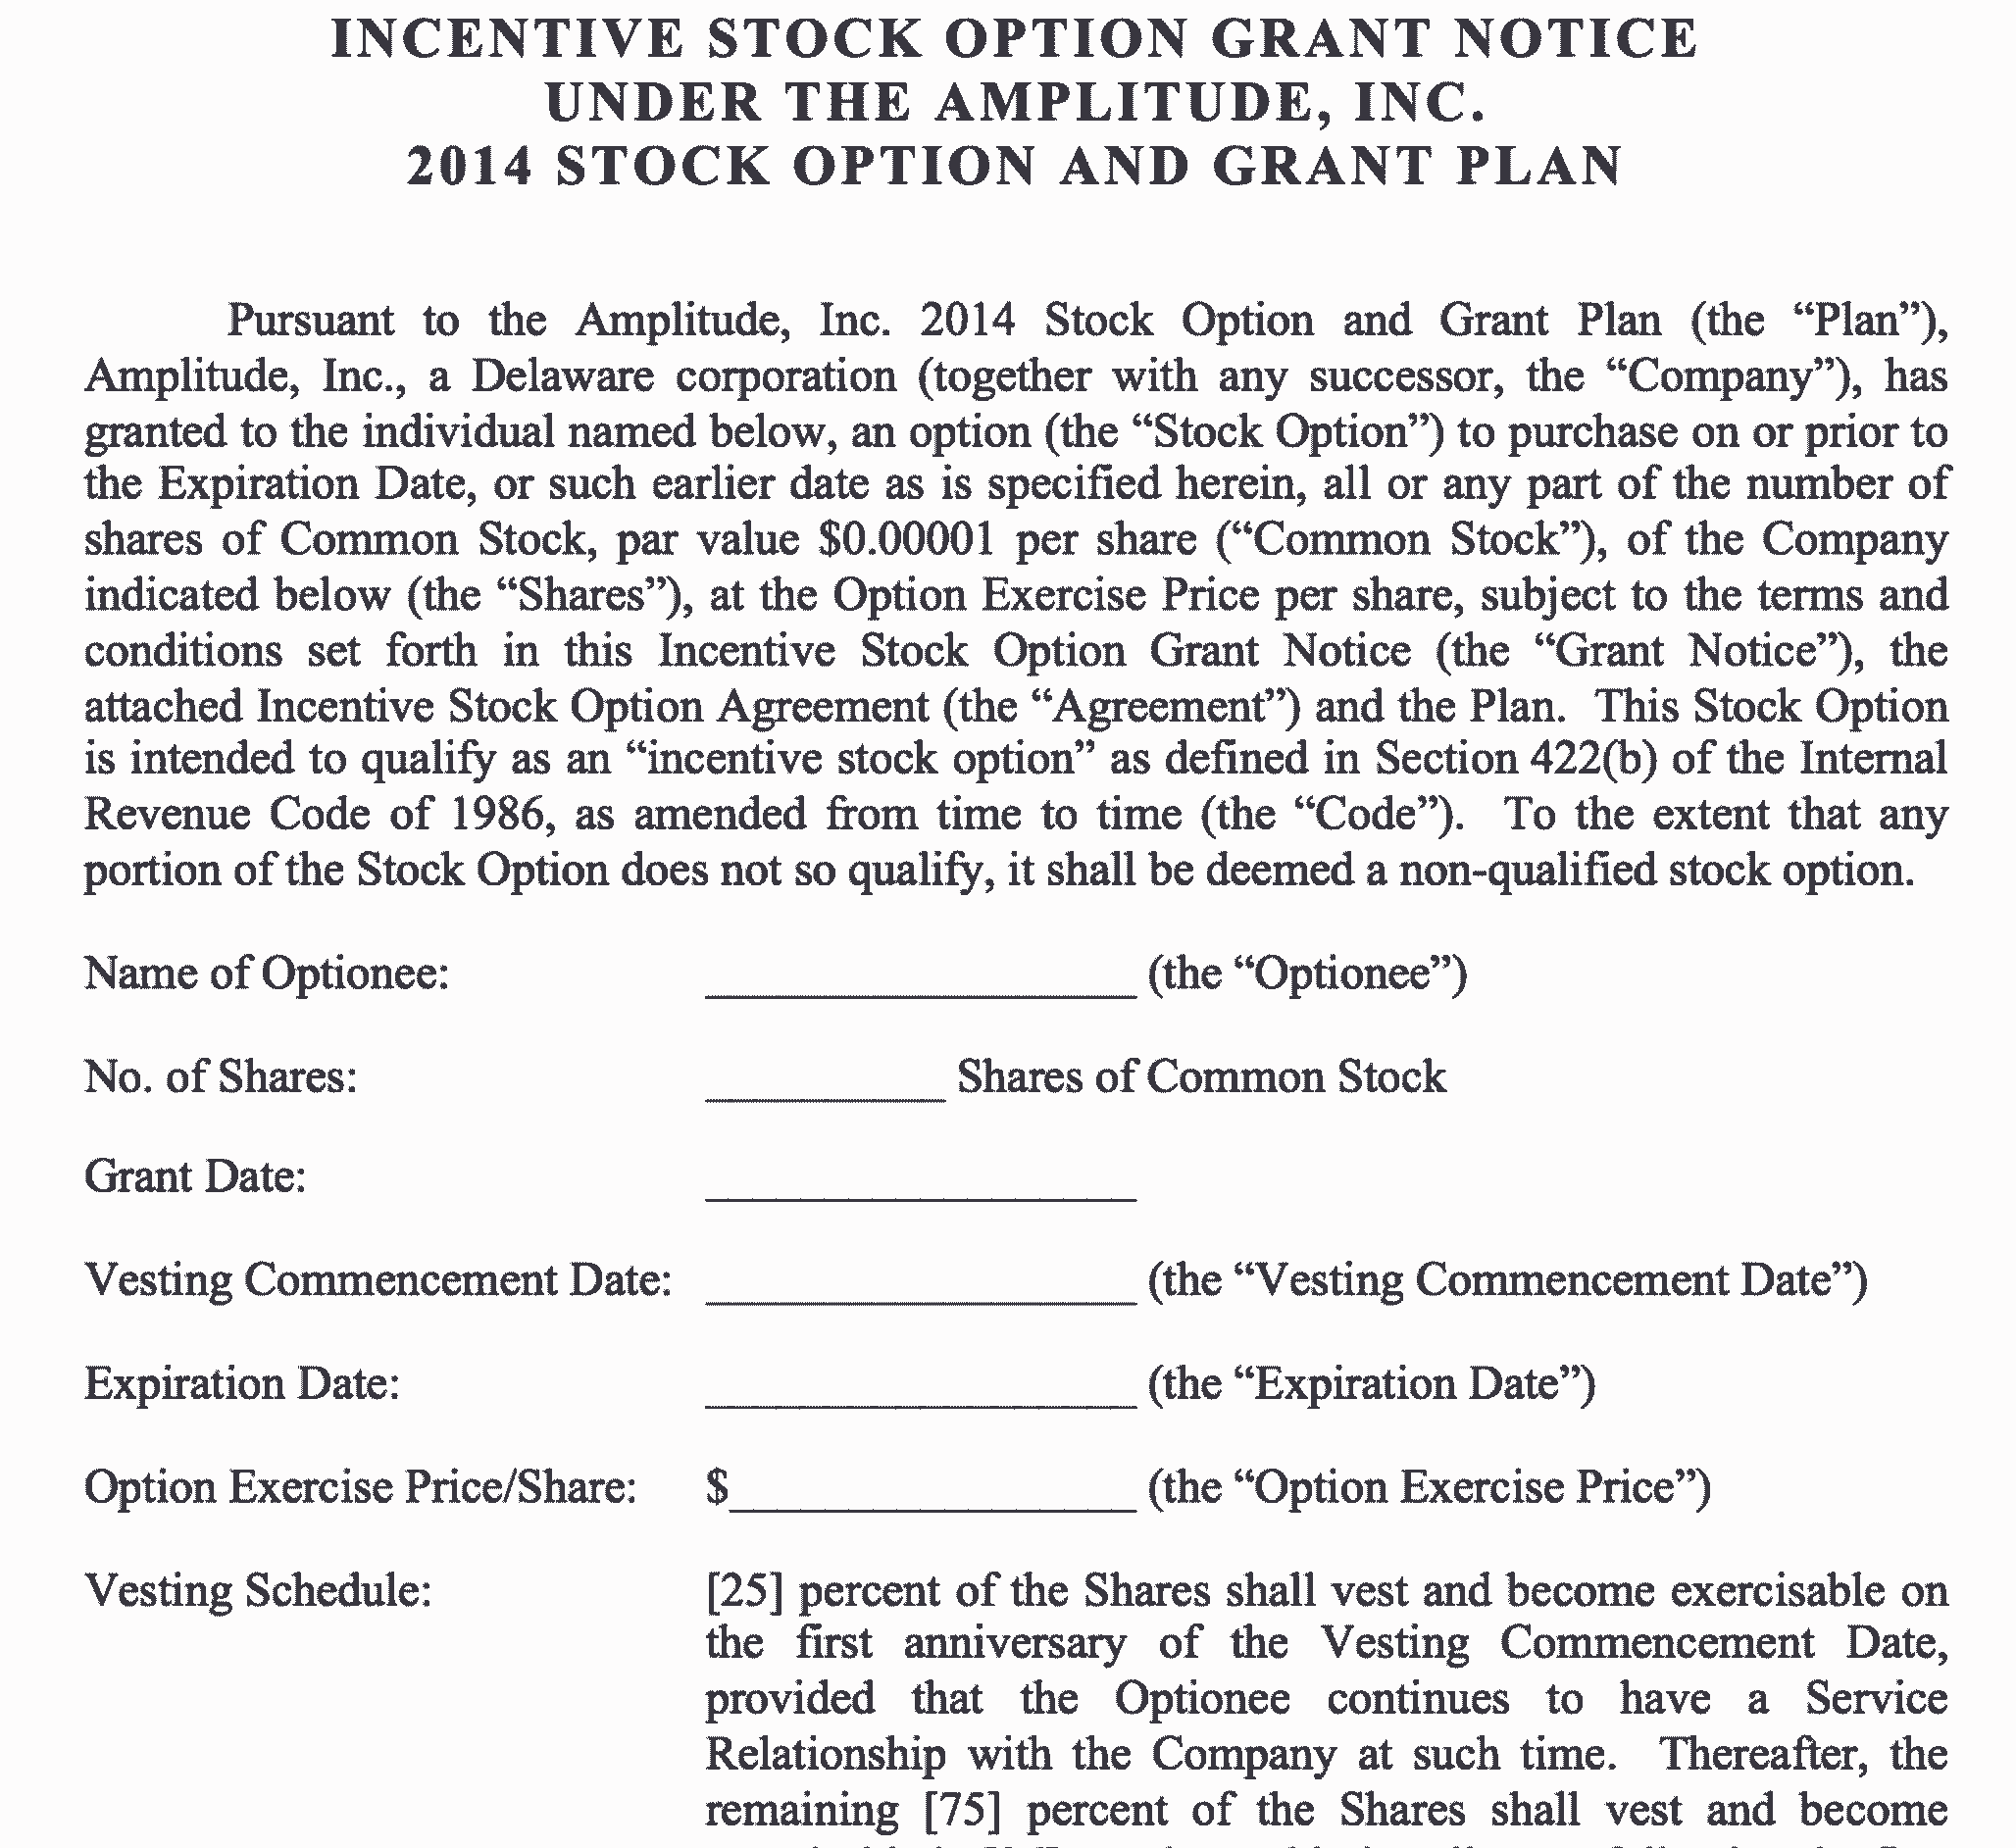 INCENTIVE STOCK OPTION GRANT NOTICE
UNDER THE AMPLITUDE, INC.
2014 STOCK OPTION AND GRANT PLAN
Pursuant to the Amplitude, Inc. 2014 Stock Option and Grant Plan (the “Plan”),
Amplitude, Inc., a Delaware corporation (together with any successor, the “Company”), has
granted to the individual named below, an option (the “Stock Option”) to purchase on or prior to
the Expiration Date, or such earlier date as is specified herein, all or any part of the number of
shares of Common Stock, par value $0.00001 per share (“Common Stock”), of the Company
indicated below (the “Shares”), at the Option Exercise Price per share, subject to the terms and
conditions set forth in this Incentive Stock Option Grant Notice (the “Grant Notice”), the
attached Incentive Stock Option Agreement (the “Agreement”) and the Plan. This Stock Option
is intended to qualify as an “incentive stock option” as defined in Section 422(b) of the Internal
Revenue Code of 1986, as amended from time to time (the “Code”). To the extent that any
portion of the Stock Option does not so qualify, it shall be deemed a non-qualified stock option.
Name of Optionee: __________________ (the “Optionee”)
No. of Shares: __________ Shares of Common Stock
Grant Date: __________________
Vesting Commencement Date: __________________ (the “Vesting Commencement Date”)
Expiration Date: __________________ (the “Expiration Date”)
Option Exercise Price/Share: $_________________ (the “Option Exercise Price”)
Vesting Schedule: [25] percent of the Shares shall vest and become exercisable on
the first anniversary of the Vesting Commencement Date,
provided that the Optionee continues to have a Service
Relationship with the Company at such time. Thereafter, the
remaining [75] percent of the Shares shall vest and become